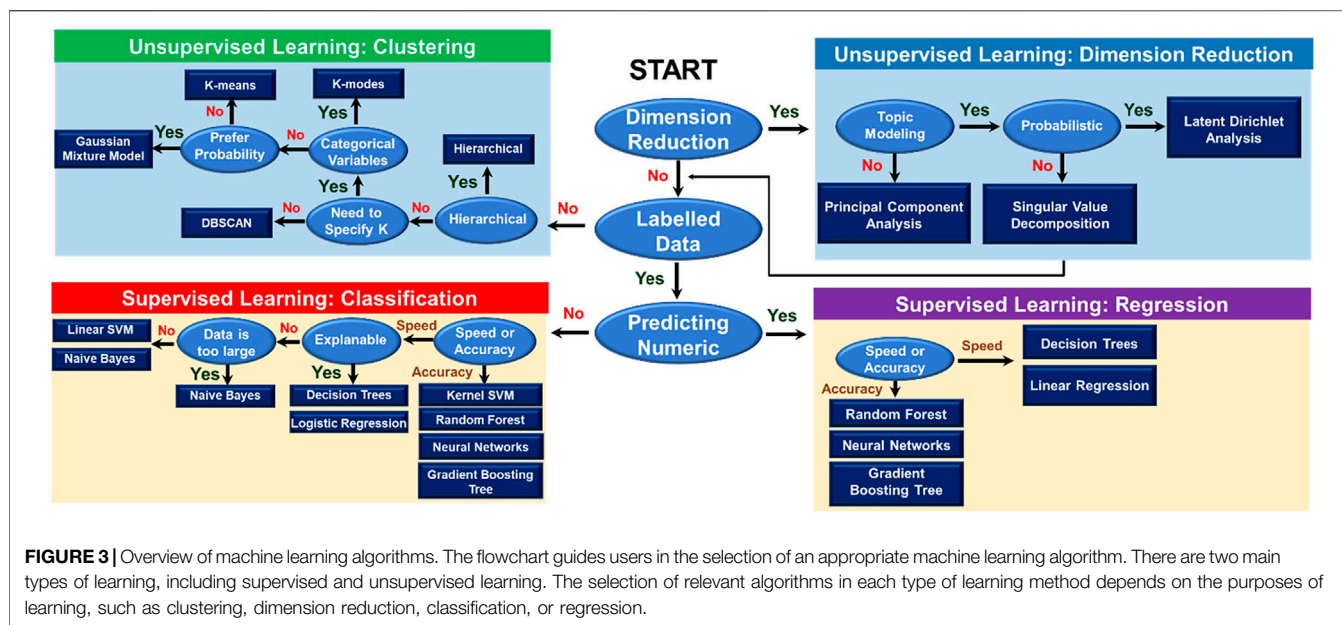 Unsupervised Learning: Clustering
K-means
K-modes
No
Yes
Gaussian
Mixture Model
Yes
Prefer
Probability
No
Categorical
Variables
Hierarchical
Yes
Yes
DBSCAN
No
Need to
Specify K
No
Hierarchical
No
START
Dimension
Reduction
Yes
No
Labelled
Data
Yes
Predicting
Numeric
No
Yes
Unsupervised Learning: Dimension Reduction
Topic
Modeling
Yes
Probabilistic
Yes
Latent Dirichlet
Analysis
No
No
Principal Component
Analysis
Singular Value
Decomposition
Supervised Learning: Classification
Linear SVM
Naive Bayes
No
Data is
too large
No
Explanable
Speed
Speed or
Accuracy
Yes
Yes
Accuracy
Naive Bayes
Decision Trees
Logistic Regression
Kernel SVM
Random Forest
Neural Networks
Gradient Boosting
Tree
Supervised Learning: Regression
Speed or
Accuracy
Speed
Decision Trees
Linear Regression
Accuracy
Random Forest
Neural Networks
Gradient
Boosting Tree
FIGURE 3 | Overview of machine learning algorithms. The flowchart guides users in the selection of an appropriate machine learning algorithm. There are two main
types of learning, including supervised and unsupervised learning. The selection of relevant algorithms in each type of learning method depends on the purposes of
learning, such as clustering, dimension reduction, classification, or regression.